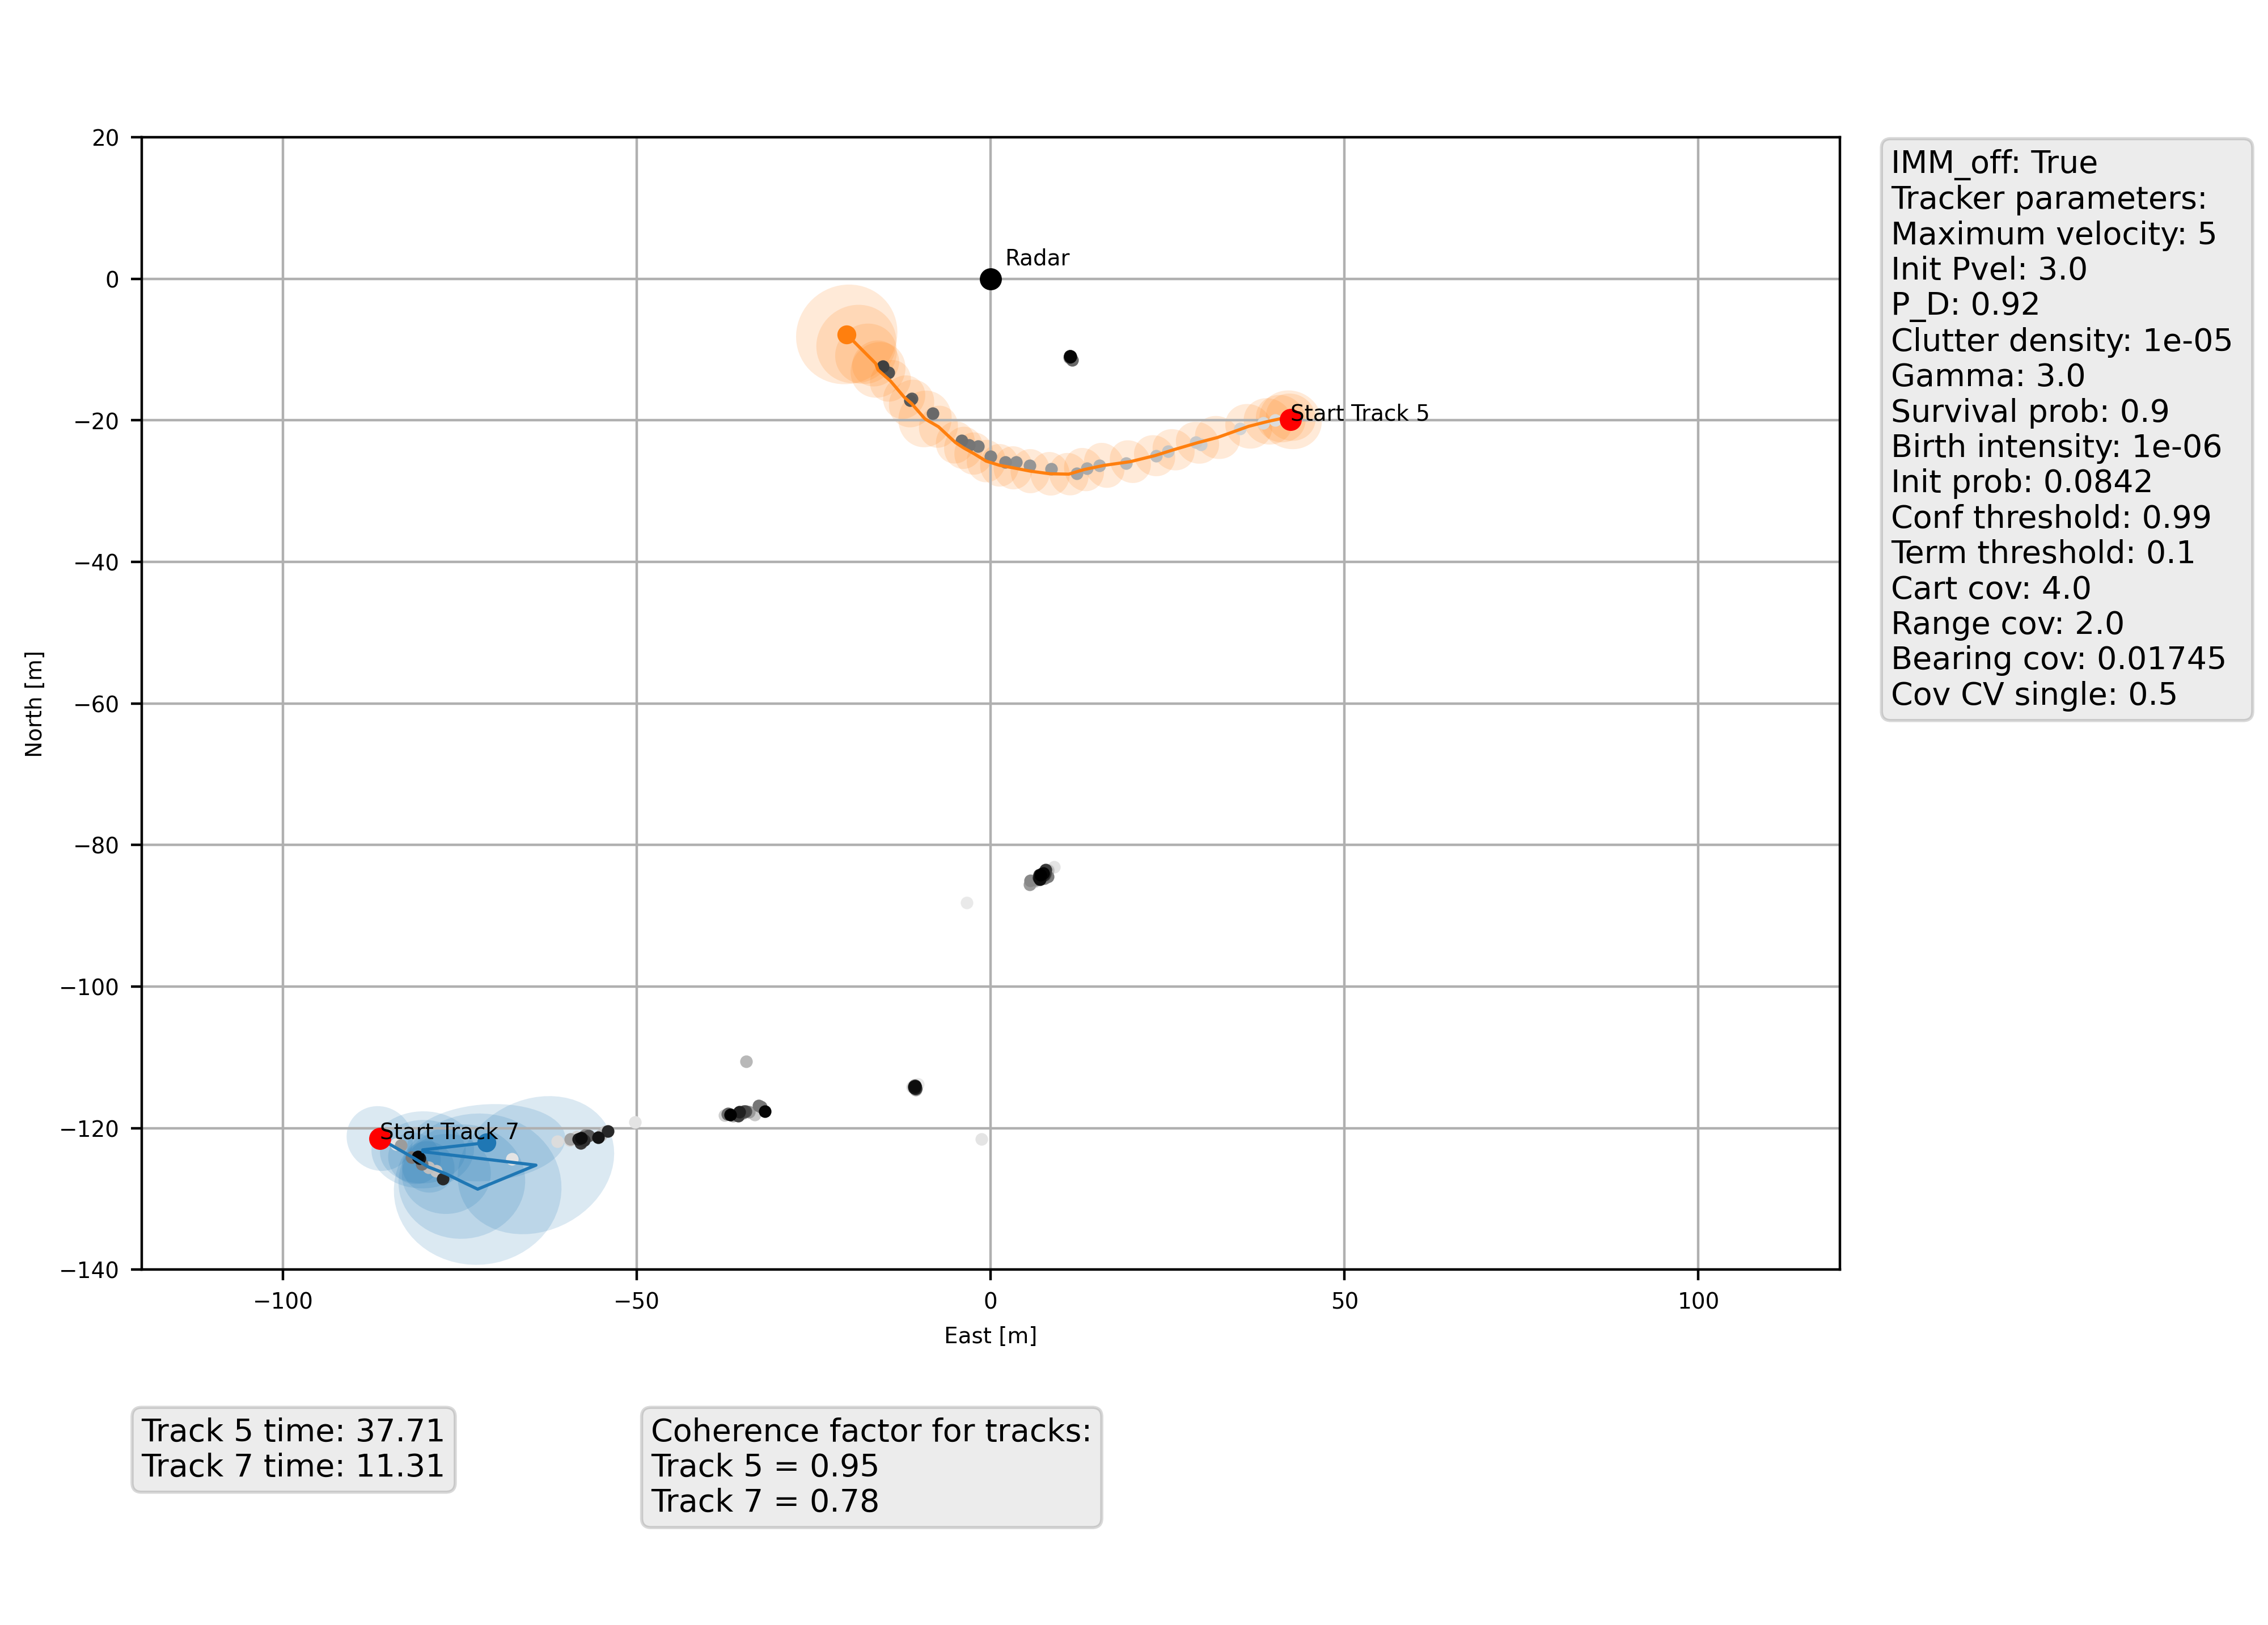 20
0
−20
−40
−60
−80
−100
−120
−140
North [m]
−100
−50
0
50
100
East [m]
Radar
Start Track 5
Start Track 7
IMM_off: True
Tracker parameters:
Maximum velocity: 5
Init Pvel: 3.0
P_D: 0.92
Clutter density: 1e-05
Gamma: 3.0
Survival prob: 0.9
Birth intensity: 1e-06
Init prob: 0.0842
Conf threshold: 0.99
Term threshold: 0.1
Cart cov: 4.0
Range cov: 2.0
Bearing cov: 0.01745
Cov CV single: 0.5
Track 5 time: 37.71
Track 7 time: 11.31
Coherence factor for tracks:
Track 5 = 0.95
Track 7 = 0.78